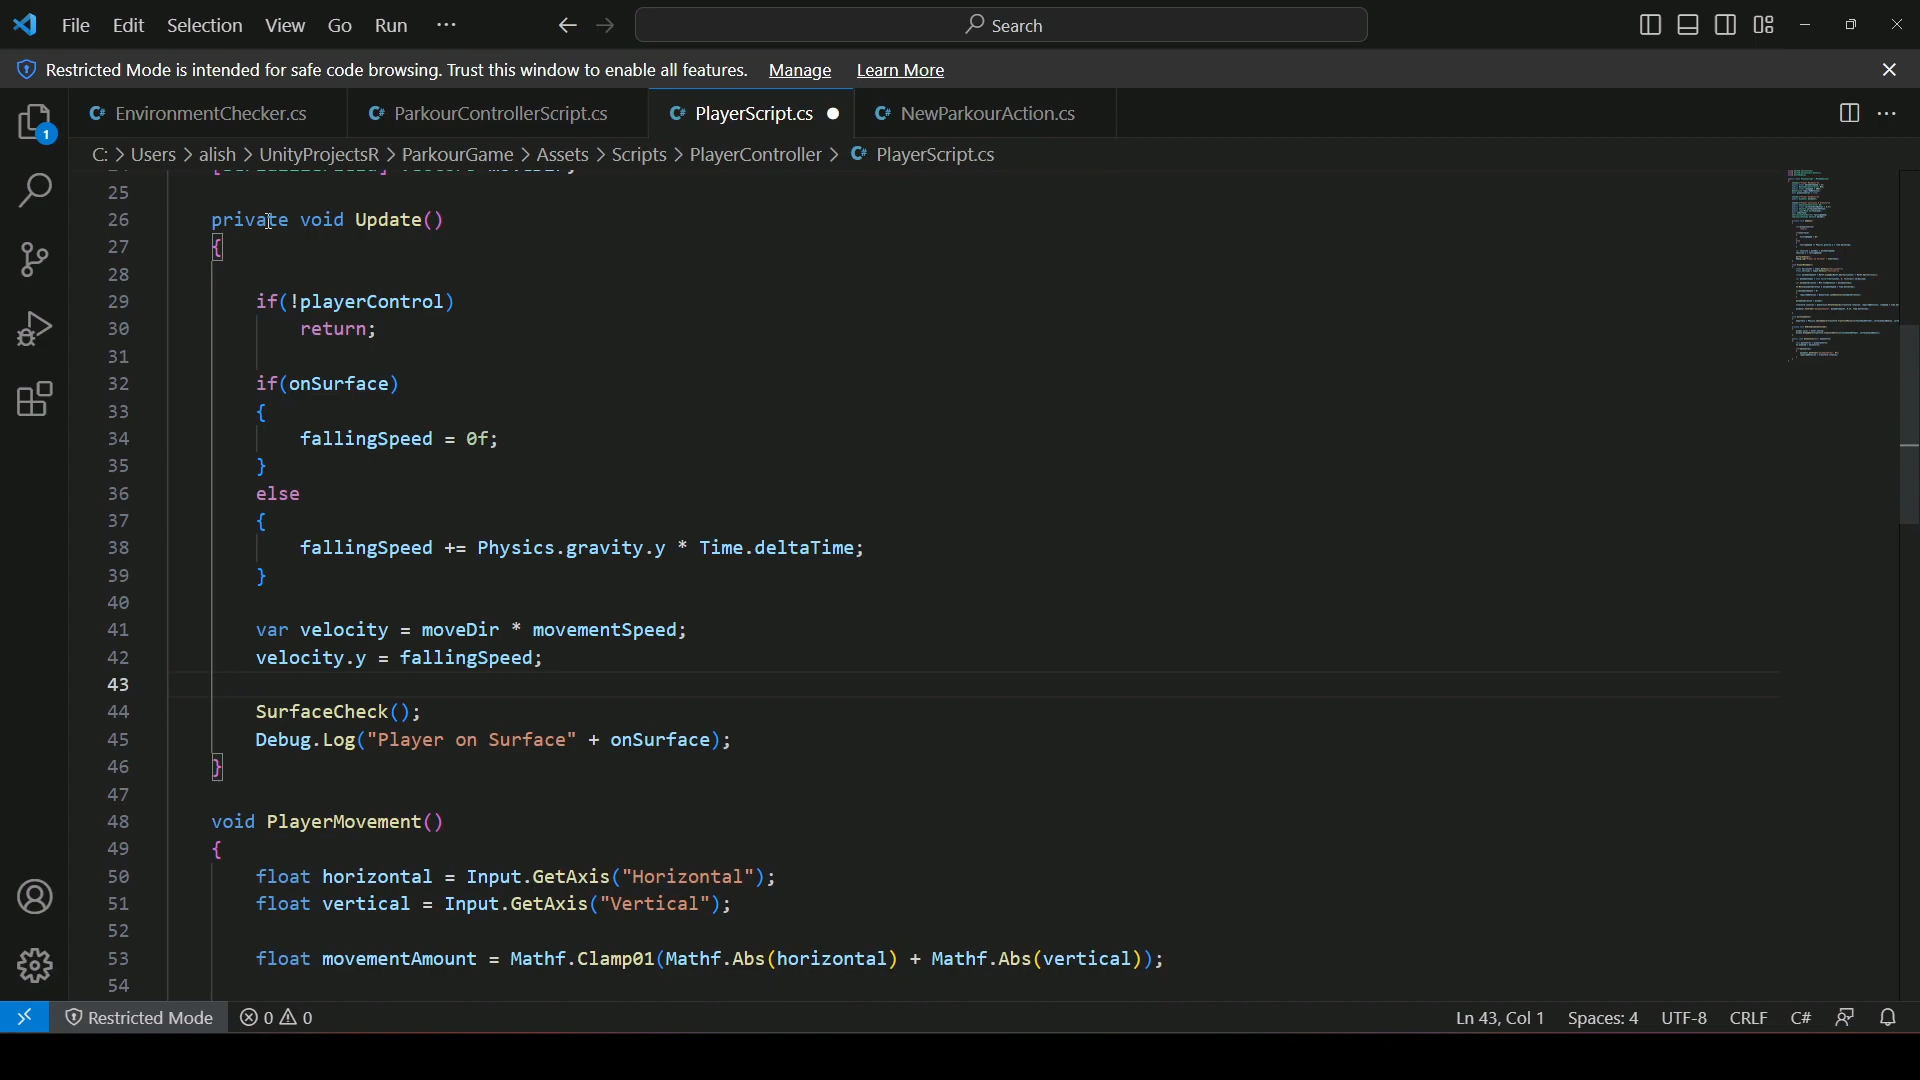 File Edit Selection View Go Run ··· Search
Restricted Mode is intended for safe code browsing. Trust this window to enable all features. Manage Learn More
EnvironmentChecker.cs ParkourControllerScript.cs PlayerScript.cs NewParkourAction.cs
C: > Users > alish > UnityProjectsR > ParkourGame > Assets > Scripts > PlayerController > PlayerScript.cs
1
25
26 private void Update()
27 {
28
29 if(!playerControl)
30 return;
31
32 if(onSurface)
33 {
34 fallingSpeed = 0f;
35 }
36 else
37 {
38 fallingSpeed += Physics.gravity.y * Time.deltaTime;
39 }
40
41 var velocity = moveDir * movementSpeed;
42 velocity.y = fallingSpeed;
43
44 SurfaceCheck();
45 Debug.Log("Player on Surface" + onSurface);
46 }
47
48 void PlayerMovement()
49 {
50 float horizontal = Input.GetAxis("Horizontal");
51 float vertical = Input.GetAxis("Vertical");
52
53 float movementAmount = Mathf.Clamp01(Mathf.Abs(horizontal) + Mathf.Abs(vertical));
54
Restricted Mode 0 0 Ln 43, Col 1 Spaces: 4 UTF-8 CRLF C#